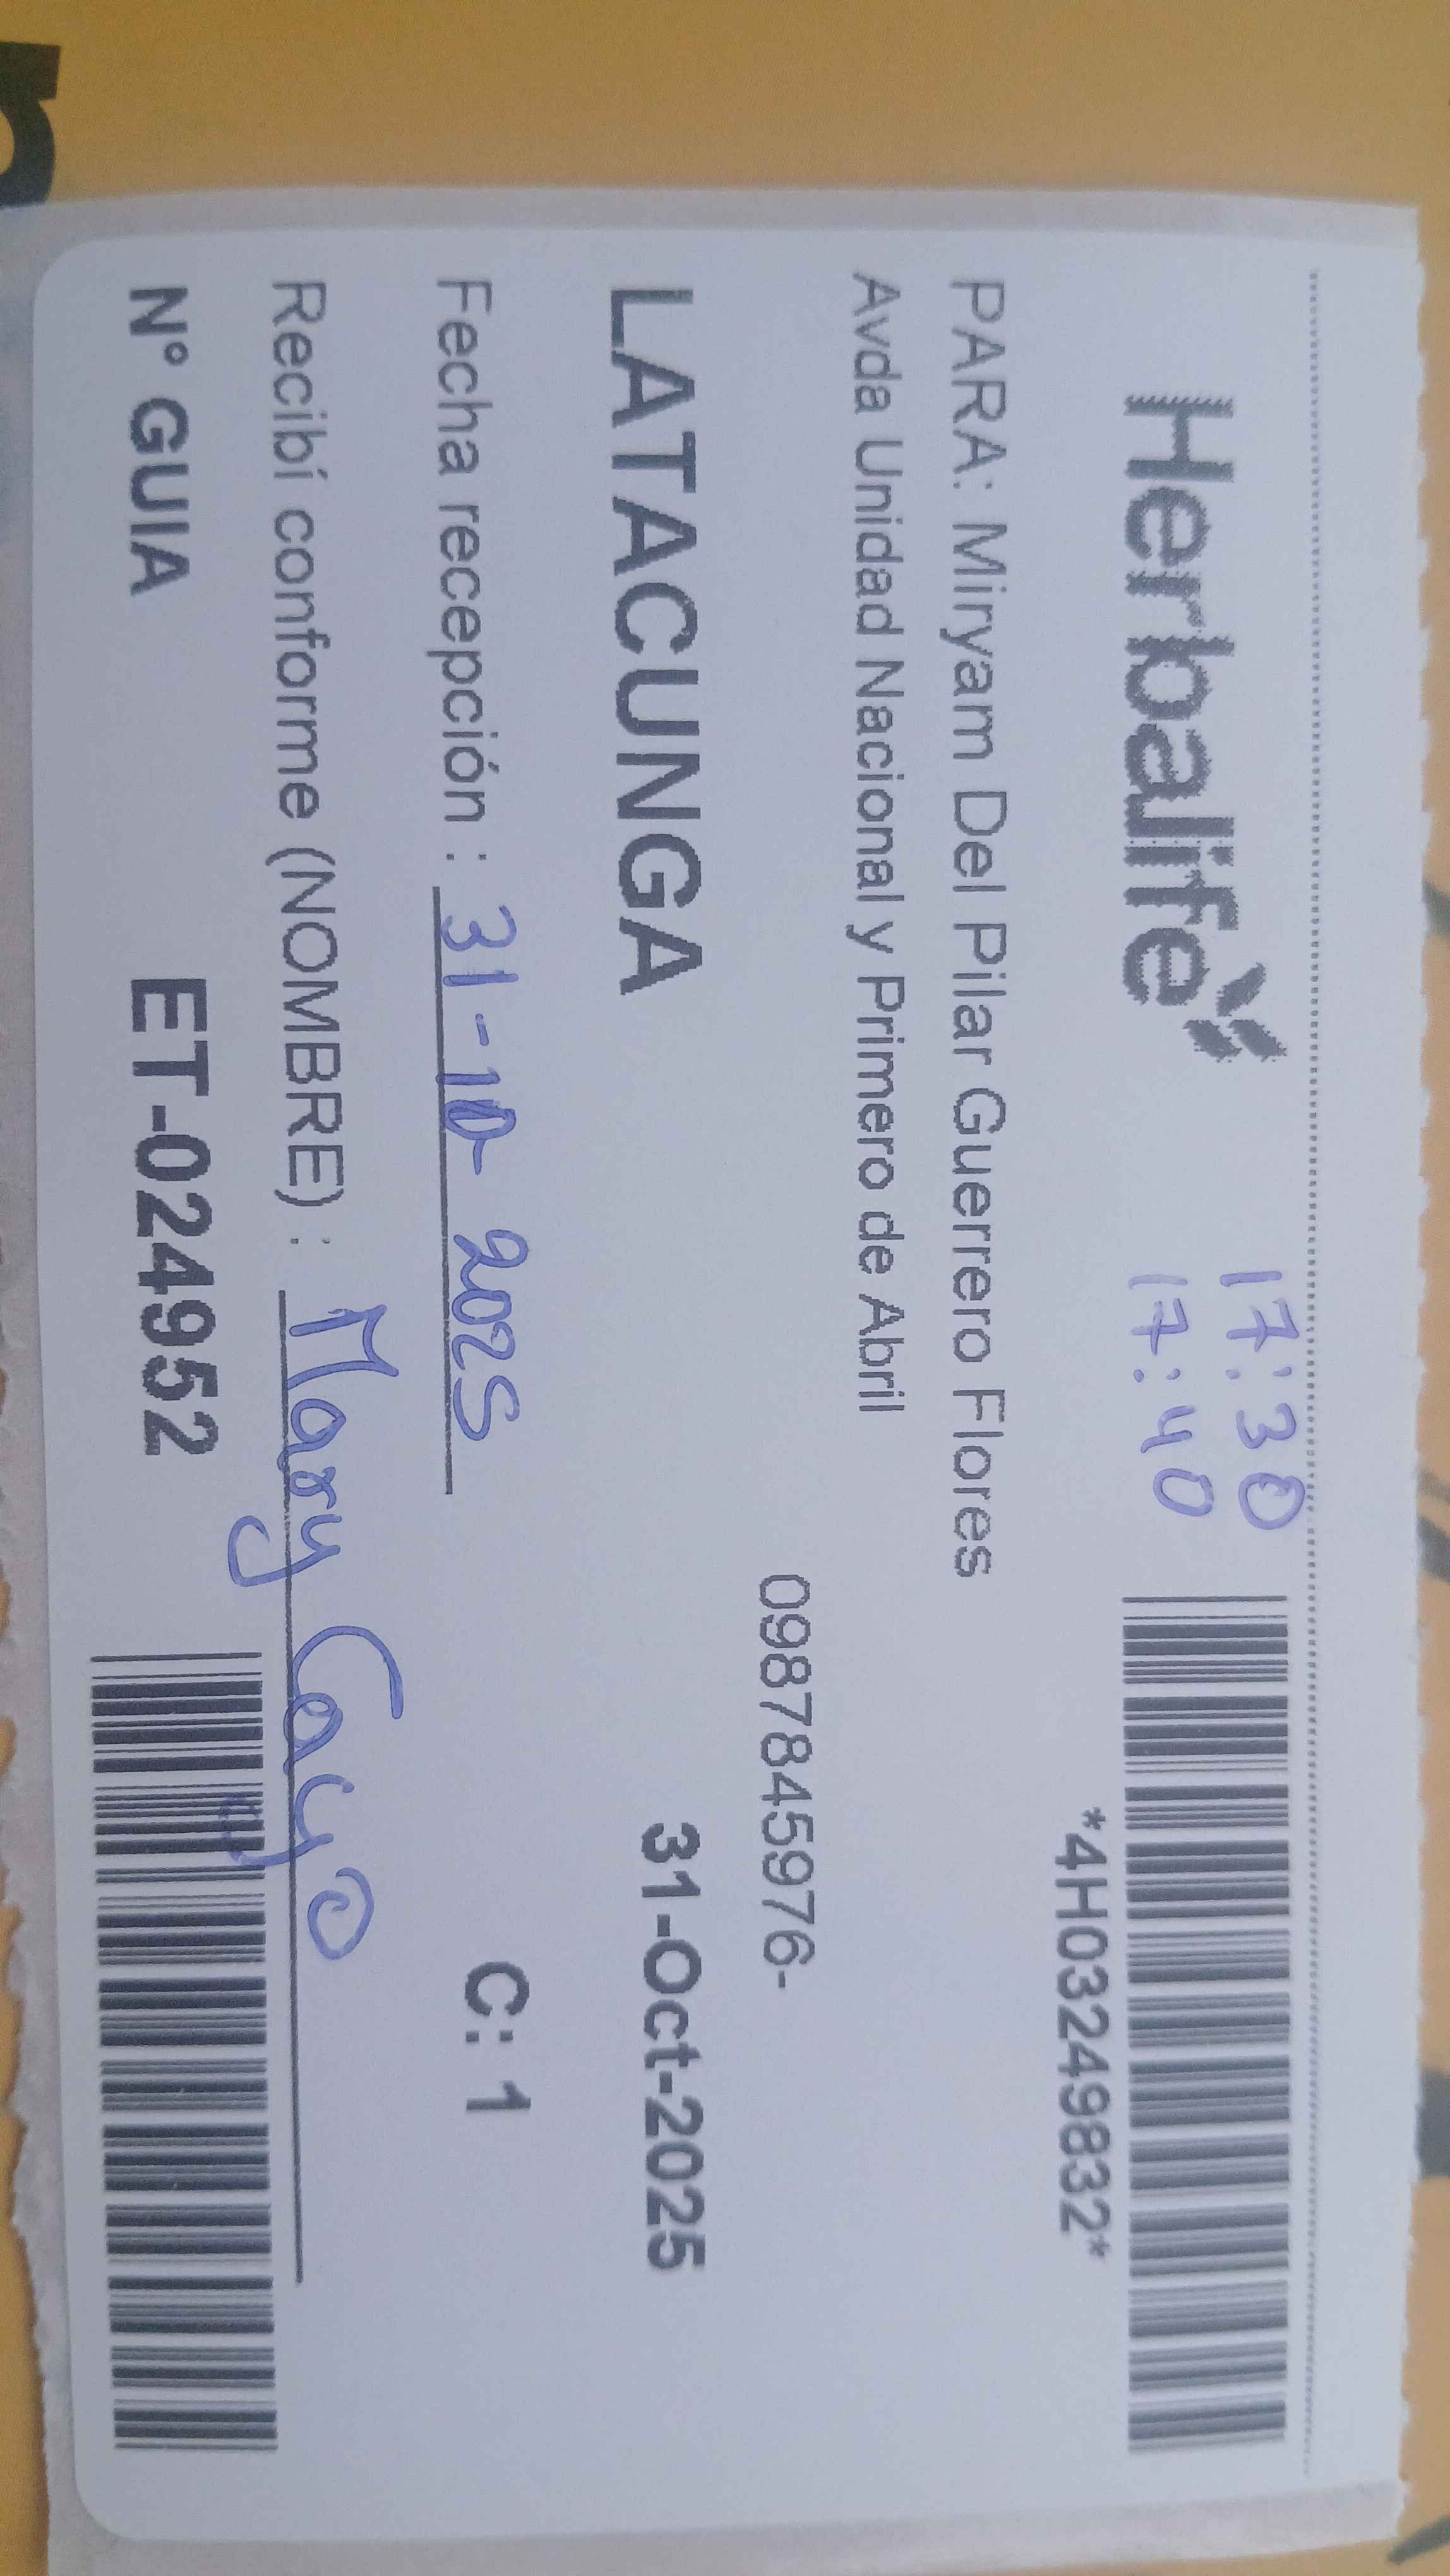 Herbalife
17:30
17:40
*4H03249832*
PARA: Miryam Del Pilar Guerrero Flores
Avda Unidad Nacional y Primero de Abril
0987845976-
LATACUNGA
31-Oct-2025
Fecha recepción : 31-10-2025
C: 1
Recibí conforme (NOMBRE) : Mary Cayo
N° GUIA
ET-024952